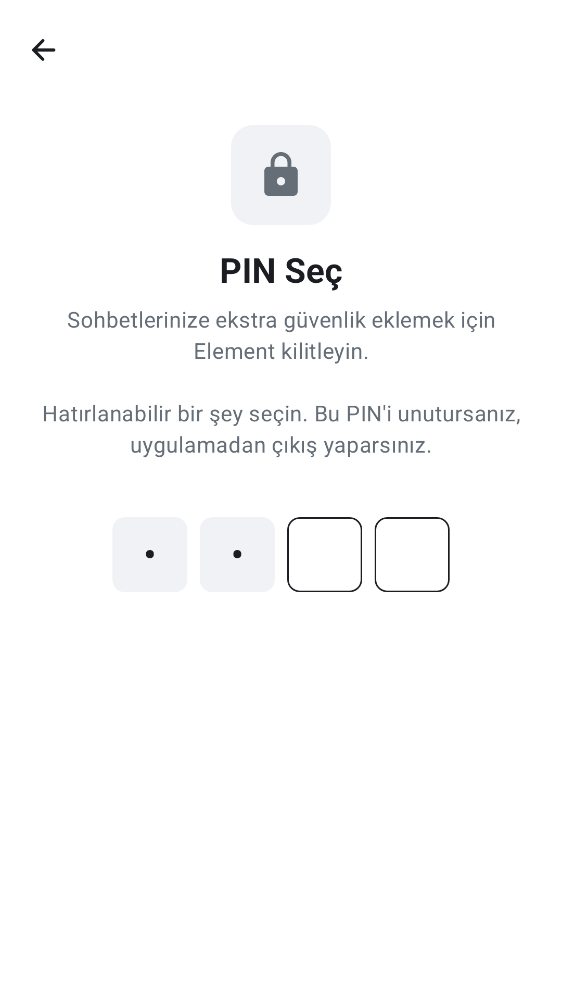 PIN Seç
Sohbetlerinize ekstra güvenlik eklemek için
Element kilitleyin.
Hatırlanabilir bir şey seçin. Bu PIN'i unutursanız,
uygulamadan çıkış yaparsınız.